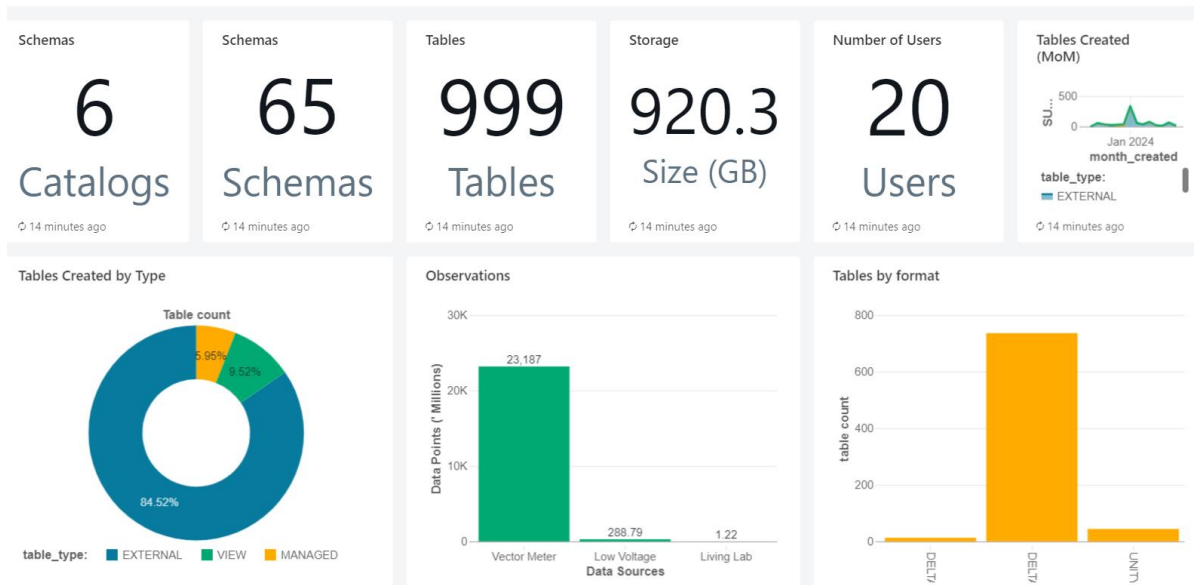 Schemas
6
Catalogs
14 minutes ago
Schemas
65
Schemas
14 minutes ago
Tables
999
Tables
14 minutes ago
Storage
920.3
Size (GB)
14 minutes ago
Number of Users
20
Users
14 minutes ago
Tables Created
(MoM)
500
0
SU...
Jan 2024
month_created
table_type:
EXTERNAL
14 minutes ago
Tables Created by Type
Table count
5.95%
9.52%
84.52%
table_type: EXTERNAL VIEW MANAGED
Observations
30K
20K
10K
0
Data Points (' Millions)
23,187
288.79
1.22
Vector Meter Low Voltage Living Lab
Data Sources
Tables by format
800
600
400
200
0
table count